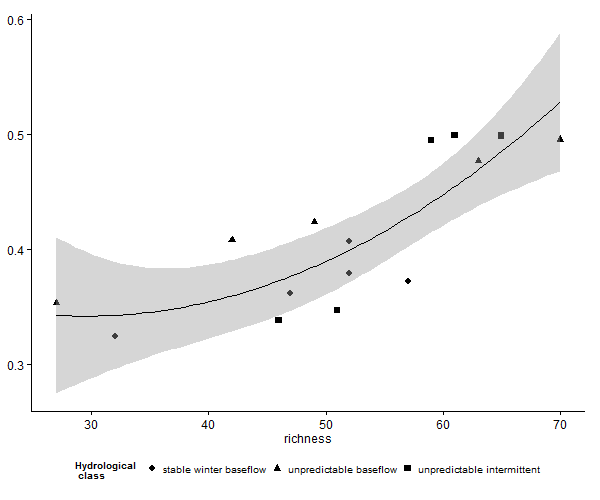 0.6
0.5
0.4
0.3
30 40 50 60 70
richness
Hydrological class stable winter baseflow unpredictable baseflow unpredictable intermittent